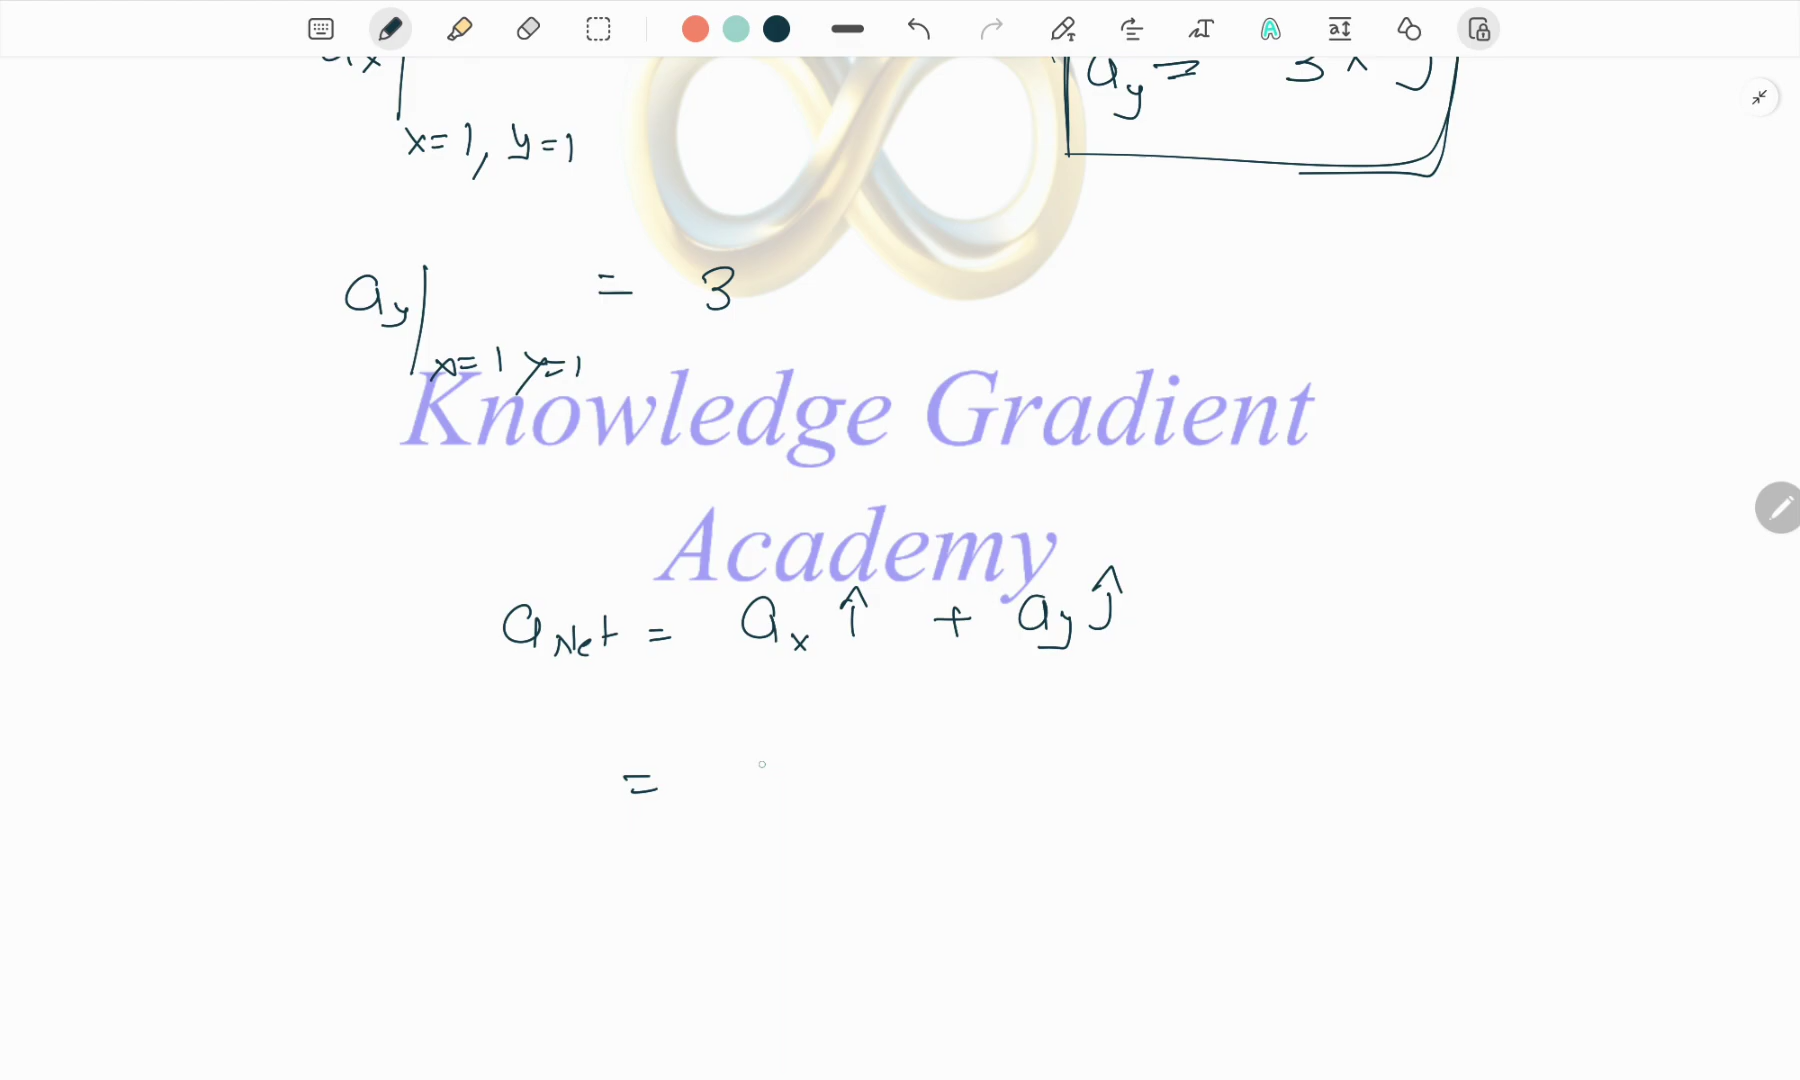 x=1, y=1
a_y| = 3
x=1 y=1
Knowledge Gradient
Academy
a_Net = a_x î + a_y ĵ
=